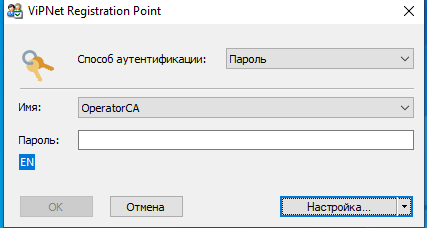 ViPNet Registration Point
Способ аутентификации: Пароль
Имя: OperatorCA
Пароль:
EN
OK Отмена Настройка...